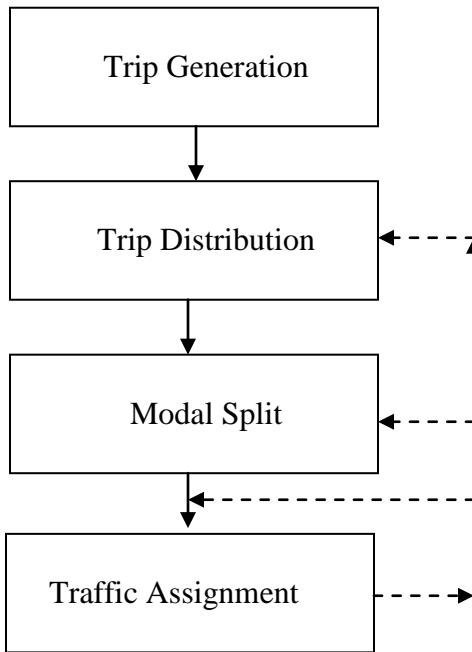 Trip Generation
Trip Distribution
Modal Split
Traffic Assignment